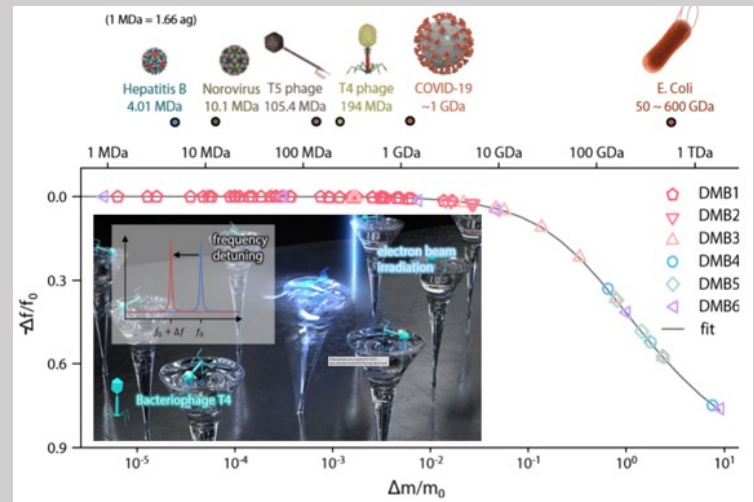 (1 MDa = 1.66 ag)
Hepatitis B
4.01 MDa
Norovirus
10.1 MDa
T5 phage
105.4 MDa
T4 phage
194 MDa
COVID-19
~1 GDa
E. Coli
50 ~ 600 GDa
1 MDa 10 MDa 100 MDa 1 GDa 10 GDa 100 GDa 1 TDa
0.0
0.3
0.6
0.9
-Δf/f₀
frequency
detuning
f₀ + Δf f₀
electron beam
irradiation
Bacteriophage T4
DMB1
DMB2
DMB3
DMB4
DMB5
DMB6
fit
10⁻⁵ 10⁻⁴ 10⁻³ 10⁻² 10⁻¹ 10⁰ 10¹
Δm/m₀